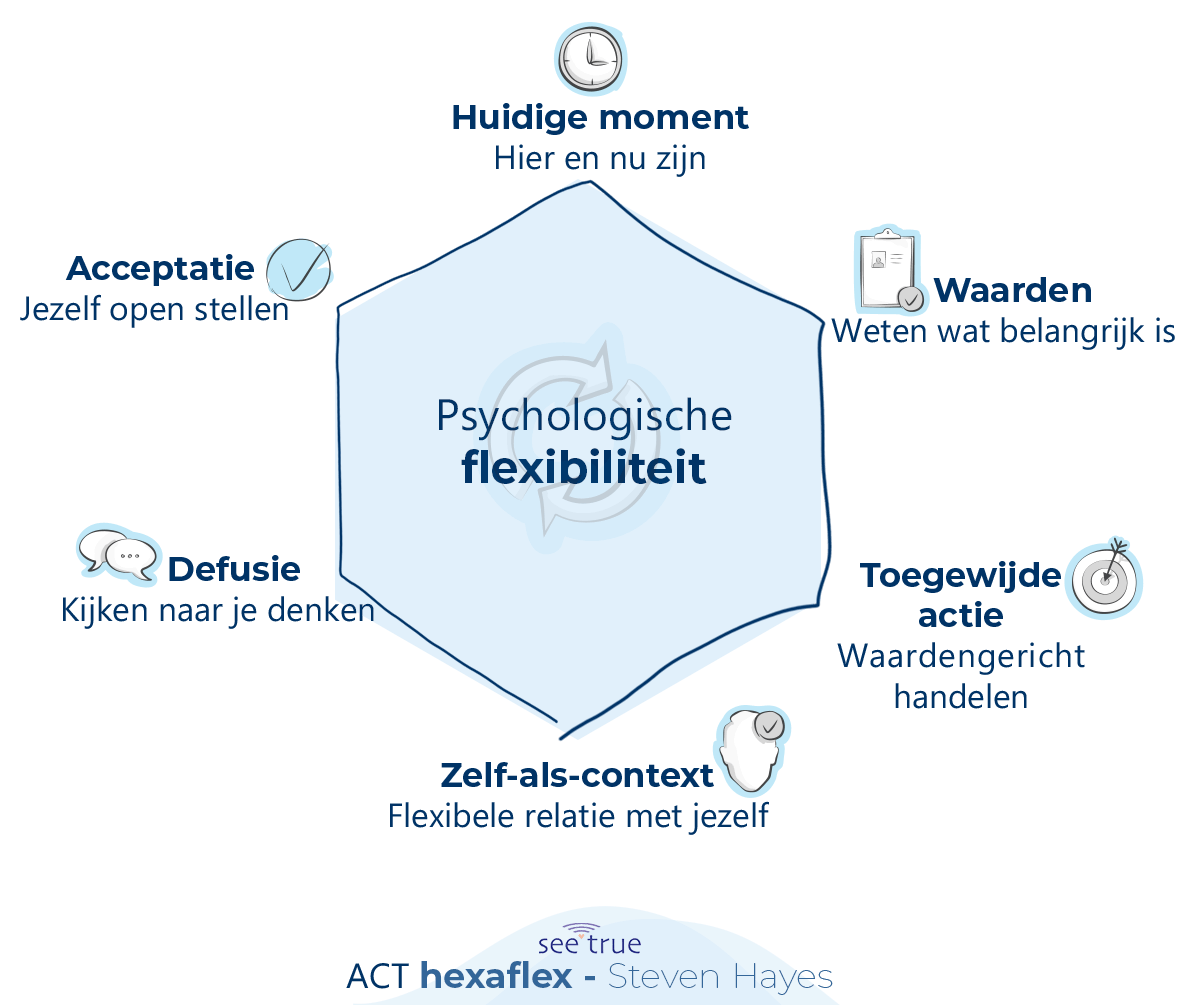 Huidige moment
Hier en nu zijn
Acceptatie
Jezelf open stellen
Waarden
Weten wat belangrijk is
Psychologische
flexibiliteit
Defusie
Kijken naar je denken
Toegewijde
actie
Waardengericht
handelen
Zelf-als-context
Flexibele relatie met jezelf
see true
ACT hexaflex - Steven Hayes